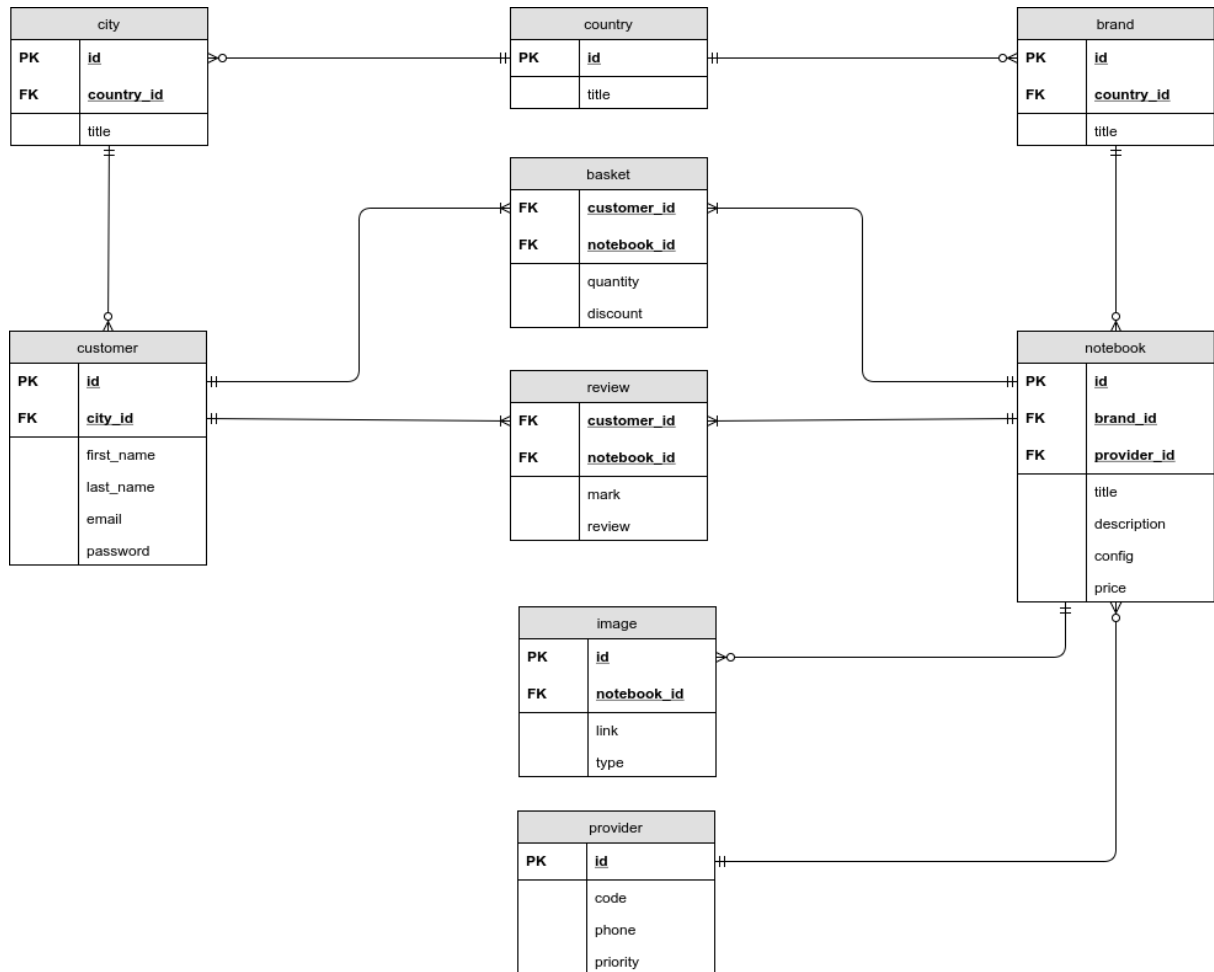 city
PK id
FK country_id
title
country
PK id
title
brand
PK id
FK country_id
title
basket
FK customer_id
FK notebook_id
quantity
discount
customer
PK id
FK city_id
first_name
last_name
email
password
review
FK customer_id
FK notebook_id
mark
review
notebook
PK id
FK brand_id
FK provider_id
title
description
config
price
image
PK id
FK notebook_id
link
type
provider
PK id
code
phone
priority